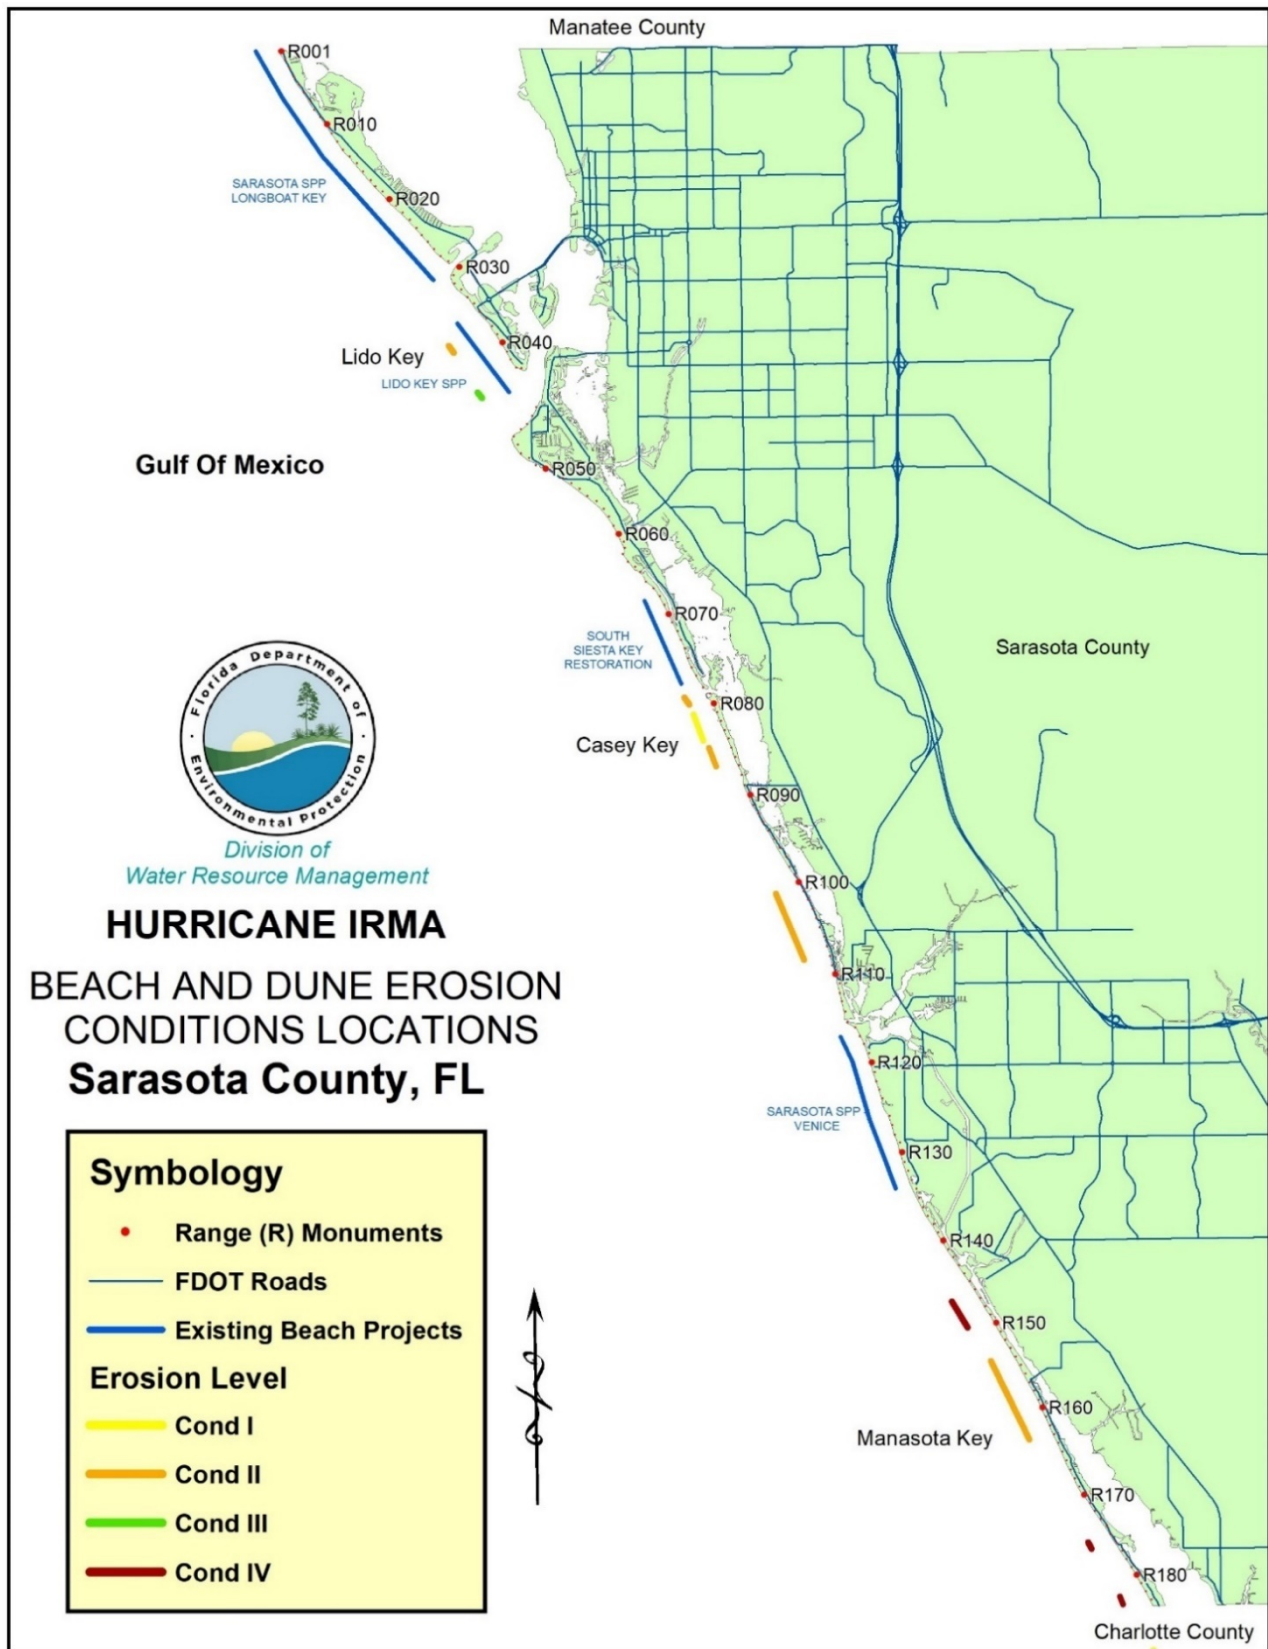 Manatee County
R001
R010
SARASOTA SPP
LONGBOAT KEY
R020
R030
R040
Lido Key
LIDO KEY SPP
Gulf Of Mexico
R050
R060
R070
SOUTH
SIESTA KEY
RESTORATION
Sarasota County
R080
Casey Key
R090
Florida Department of
Environmental Protection
Division of
Water Resource Management
R100
HURRICANE IRMA
BEACH AND DUNE EROSION
CONDITIONS LOCATIONS
Sarasota County, FL
R110
R120
SARASOTA SPP
VENICE
R130
R140
R150
R160
Manasota Key
R170
R180
Charlotte County
Symbology
Range (R) Monuments
FDOT Roads
Existing Beach Projects
Erosion Level
Cond I
Cond II
Cond III
Cond IV